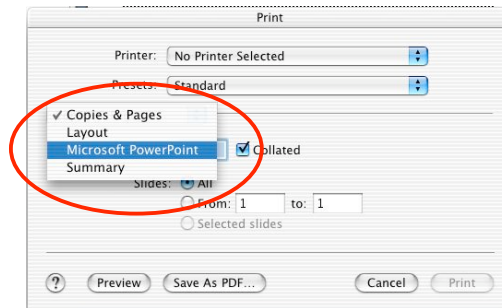 Print
Printer: No Printer Selected
Presets: Standard
✓ Copies & Pages
Layout
Microsoft PowerPoint
Collated
Summary
Slides: All
From: 1 to: 1
Selected slides
? Preview Save As PDF... Cancel Print